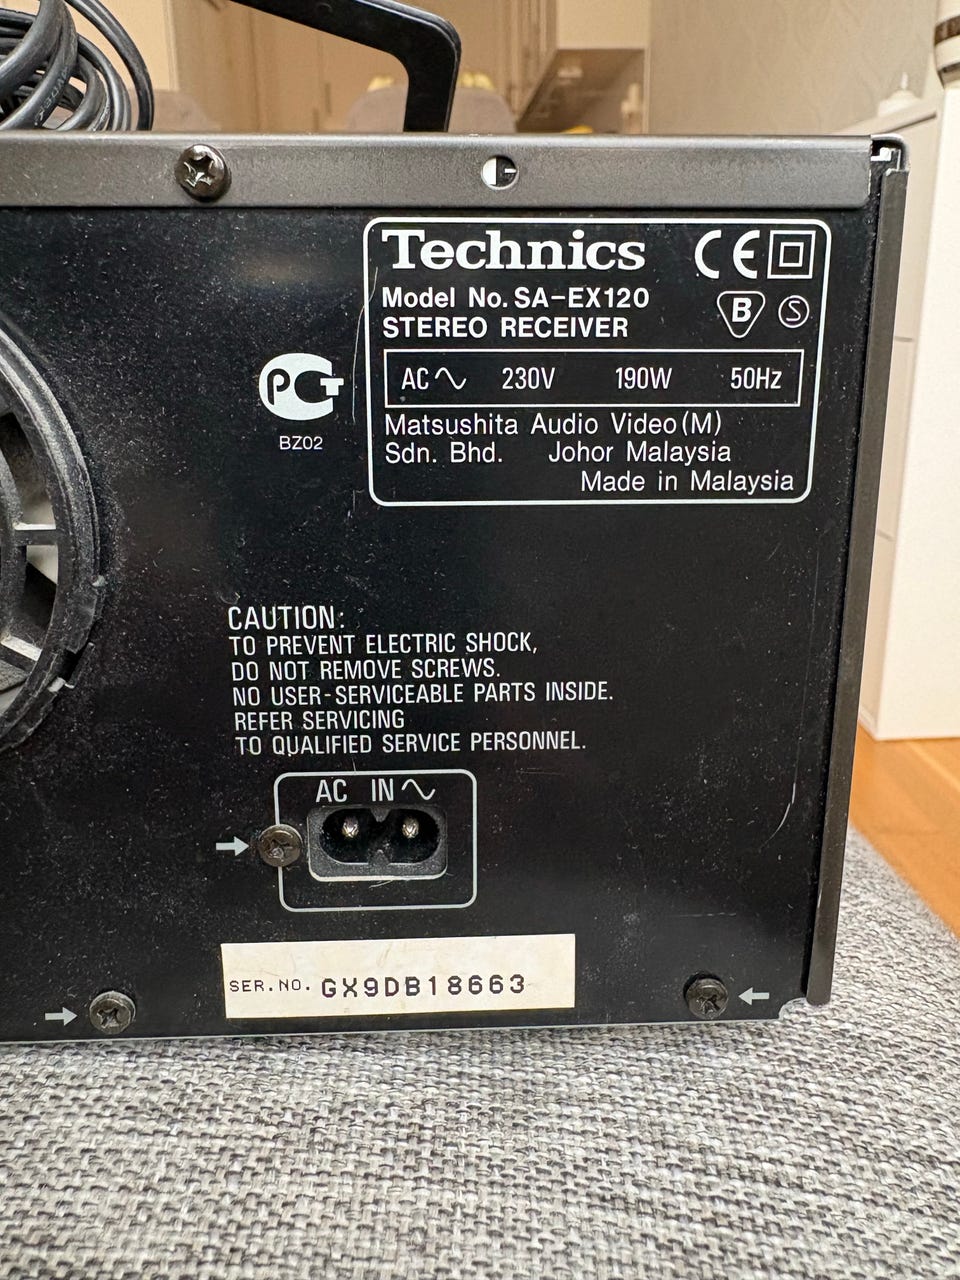 Technics CE
Model No. SA-EX120
STEREO RECEIVER
B S
AC 230V 190W 50Hz
Matsushita Audio Video (M)
Sdn. Bhd. Johor Malaysia
Made in Malaysia
РСТ
BZ02
CAUTION:
TO PREVENT ELECTRIC SHOCK,
DO NOT REMOVE SCREWS.
NO USER-SERVICEABLE PARTS INSIDE.
REFER SERVICING
TO QUALIFIED SERVICE PERSONNEL.
AC IN
SER.NO. GX9DB18663